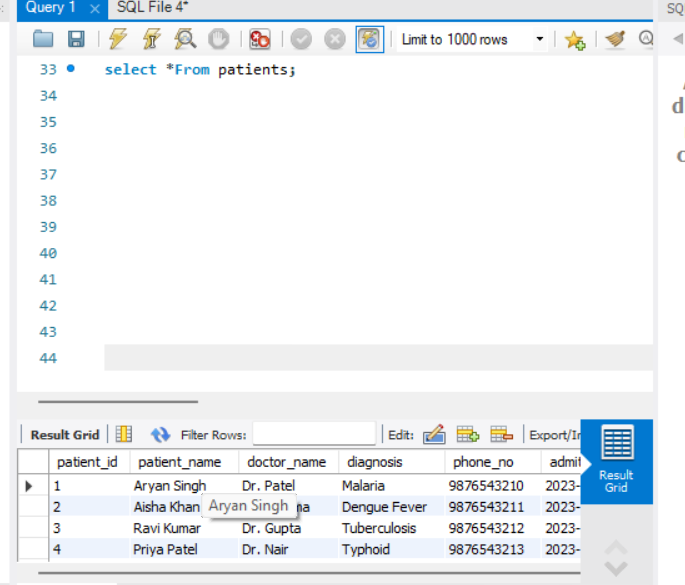 Query 1 SQL File 4* SQ
Limit to 1000 rows
33 select *From patients;
34
35
36
37
38
39
40
41
42
43
44
Result Grid Filter Rows: Edit: Export/Ir
Result
Grid
patient_id patient_name doctor_name diagnosis phone_no admit
1 Aryan Singh Dr. Patel Malaria 9876543210 2023-
2 Aisha Khan Dengue Fever 9876543211 2023-
Aryan Singh
3 Ravi Kumar Dr. Gupta Tuberculosis 9876543212 2023-
4 Priya Patel Dr. Nair Typhoid 9876543213 2023-